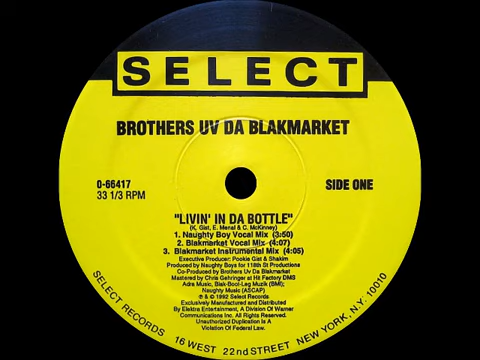 SELECT
BROTHERS UV DA BLAKMARKET
0-66417
33 1/3 RPM
SIDE ONE
"LIVIN' IN DA BOTTLE"
(K. Gist, E. Menal & C. McKinney)
1. Naughty Boy Vocal Mix (3:50)
2. Blakmarket Vocal Mix (4:07)
3. Blakmarket Instrumental Mix (4:05)
Executive Producer: Pookie Gist & Shakim
Produced by Naughty Boys for 118th St Productions
Co-Produced by Brothers Uv Da Blakmarket
Mastered by Chris Gehringer at Hit Factory DMS
Adra Music, Blak-Boot-Leg Muzik (BMI);
Naughty Music (ASCAP)
℗ & © 1992 Select Records
Exclusively Manufactured and Distributed
By Elektra Entertainment, A Division Of Warner
Communications Inc. All Rights Reserved.
Unauthorized Duplication is A
Violation Of Federal Law.
SELECT RECORDS 16 WEST 22nd STREET NEW YORK, N.Y. 10010